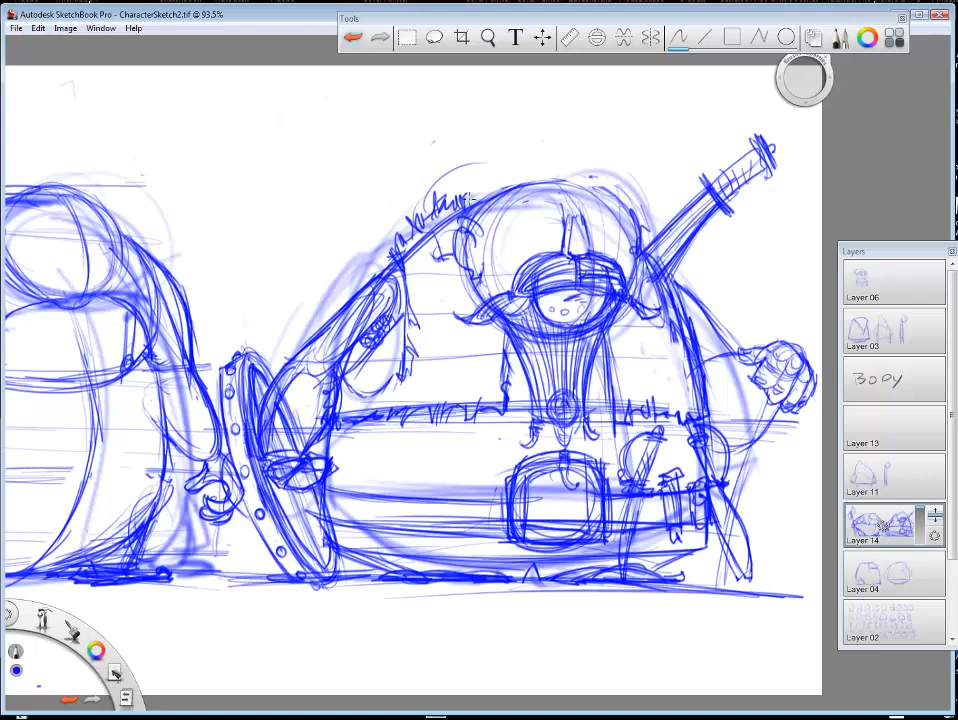 Autodesk SketchBook Pro - CharacterSketch2.tif @ 93.5%
File Edit Image Window Help
Tools
T
Layers
Layer 06
Layer 03
BODY
Layer 13
Layer 11
Layer 14
Layer 04
Layer 02